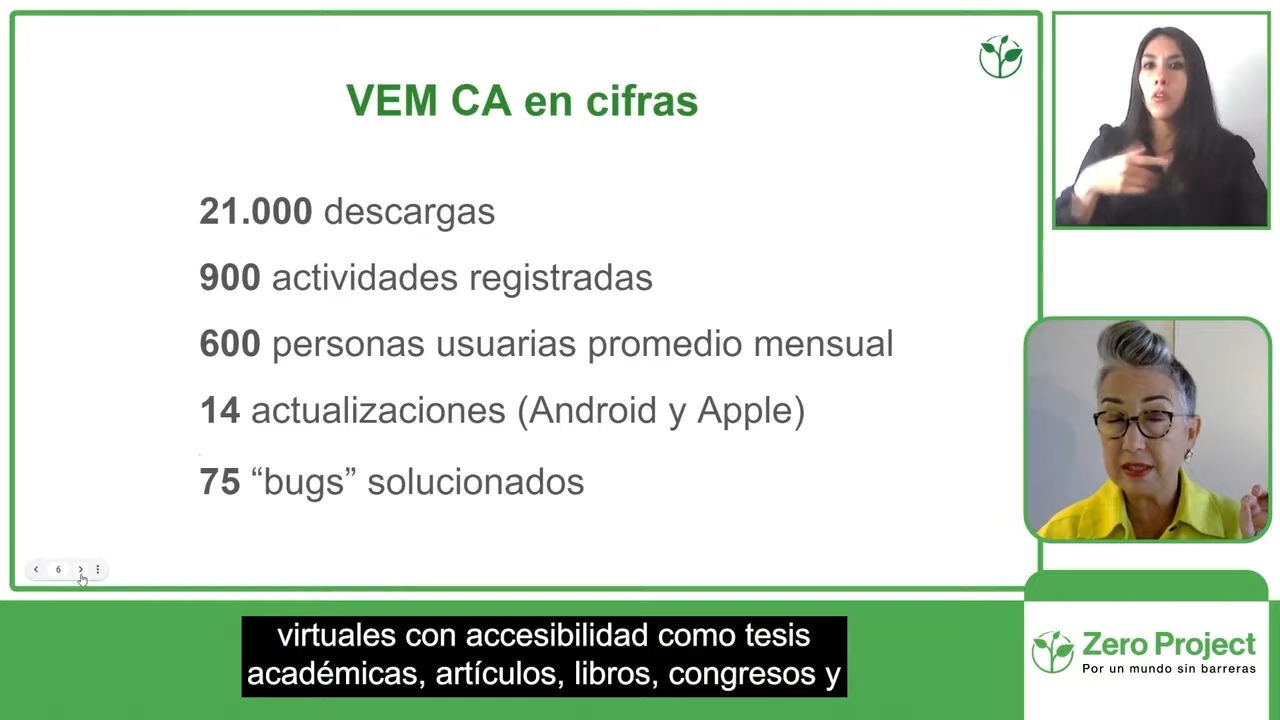 VEM CA en cifras
21.000 descargas
900 actividades registradas
600 personas usuarias promedio mensual
14 actualizaciones (Android y Apple)
75 “bugs” solucionados
6
virtuales con accesibilidad como tesis
académicas, artículos, libros, congresos y
Zero Project
Por un mundo sin barreras